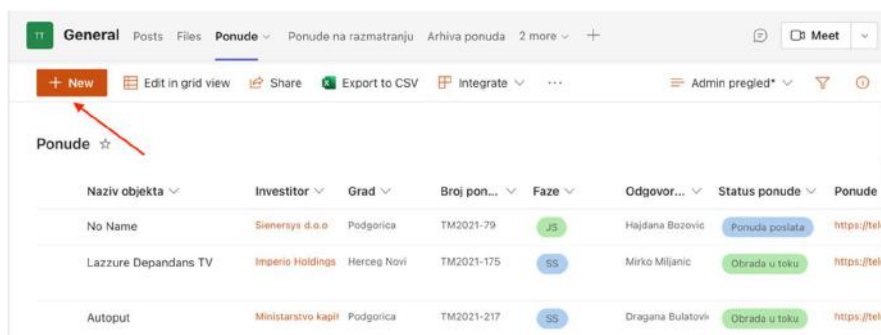 TT General Posts Files Ponude Ponude na razmatranju Arhiva ponuda 2 more Meet
New Edit in grid view Share Export to CSV Integrate ... Admin pregled*
Ponude
Naziv objekta Investitor Grad Broj pon... Faze Odgovor... Status ponude Ponude
No Name Sienersys d.o.o Podgorica TM2021-79 JS Hajdana Bozovic Ponuda poslata https://tel
Lazzure Depandans TV Imperio Holdings Herceg Novi TM2021-175 SS Mirko Miljanic Obrada u toku https://tel
Autoput Ministarstvo kapit Podgorica TM2021-217 SS Dragana Bulatovi Obrada u toku https://tel